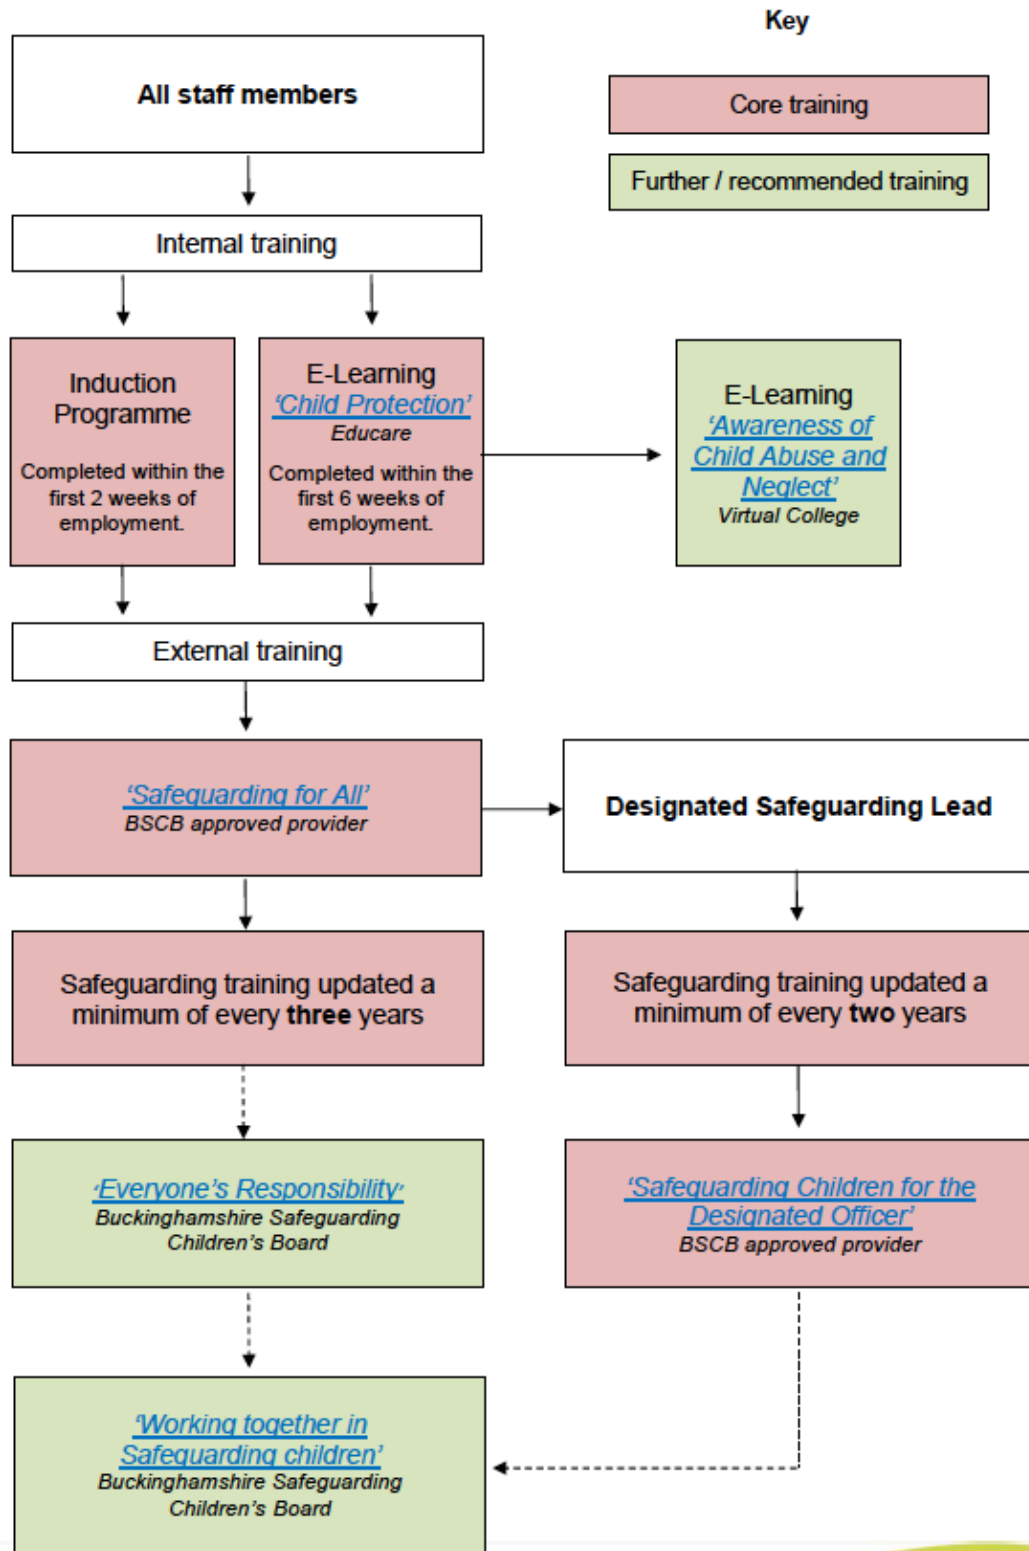 Key
All staff members
Core training
Further / recommended training
Internal training
Induction
Programme
Completed within the
first 2 weeks of
employment.
E-Learning
‘Child Protection’
Educare
Completed within the
first 6 weeks of
employment.
E-Learning
‘Awareness of
Child Abuse and
Neglect’
Virtual College
External training
‘Safeguarding for All’
BSCB approved provider
Designated Safeguarding Lead
Safeguarding training updated a
minimum of every three years
Safeguarding training updated a
minimum of every two years
‘Everyone’s Responsibility’
Buckinghamshire Safeguarding
Children’s Board
‘Safeguarding Children for the
Designated Officer’
BSCB approved provider
‘Working together in
Safeguarding children’
Buckinghamshire Safeguarding
Children’s Board